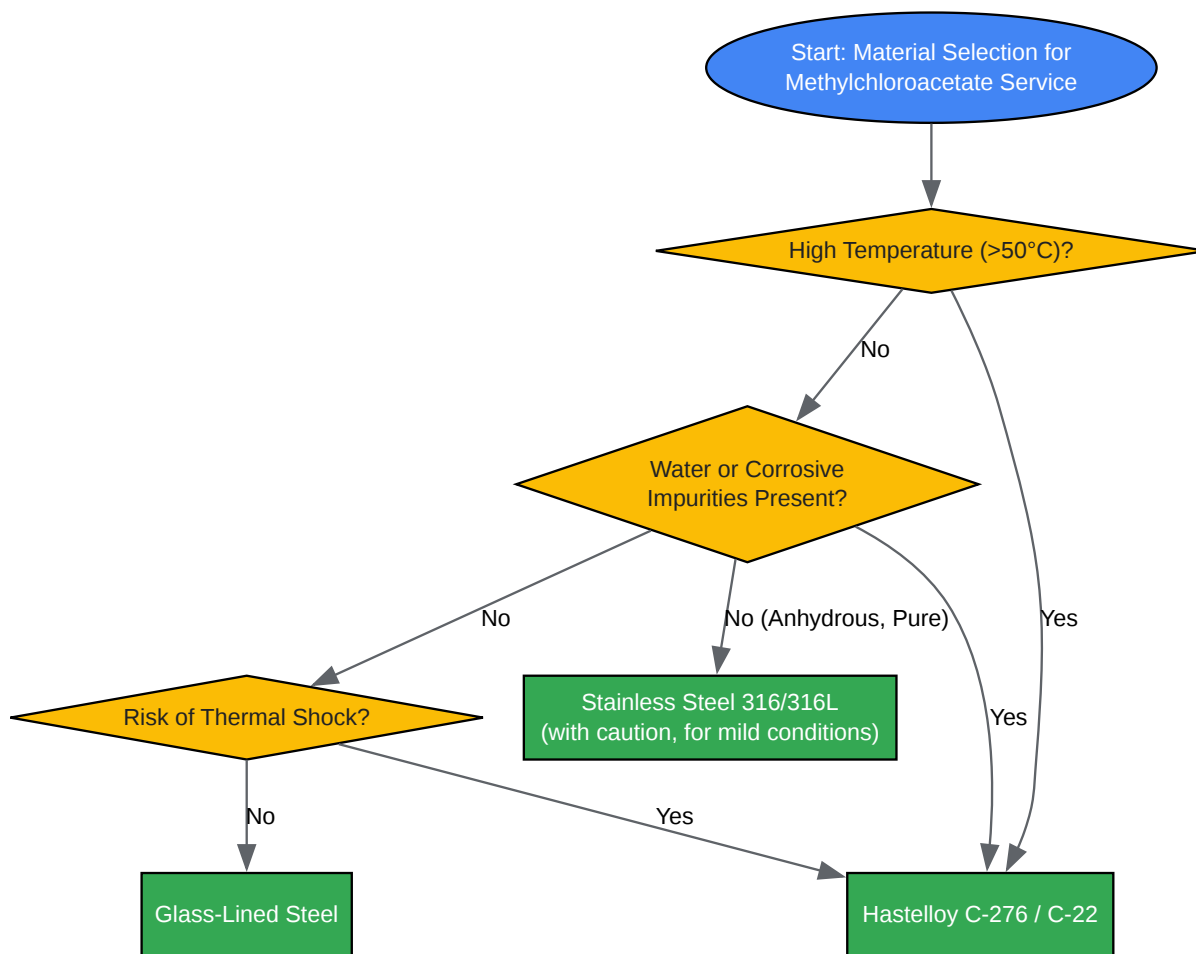 Start: Material Selection for
Methylchloroacetate Service
High Temperature (>50°C)?
No
Water or Corrosive
Impurities Present?
No
No (Anhydrous, Pure)
Yes
Risk of Thermal Shock?
Stainless Steel 316/316L
(with caution, for mild conditions)
Yes
No
Yes
Glass-Lined Steel
Hastelloy C-276 / C-22